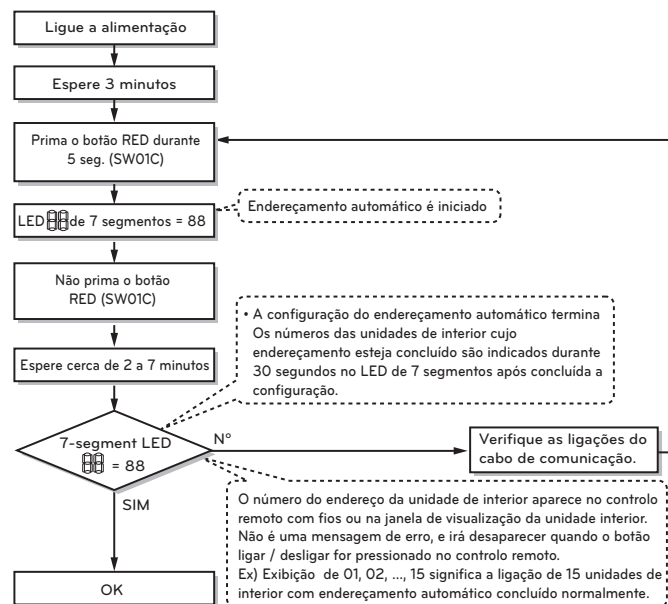 Ligue a alimentação
Espere 3 minutos
Prima o botão RED durante
5 seg. (SW01C)
LED 88 de 7 segmentos = 88
Endereçamento automático é iniciado
Não prima o botão
RED (SW01C)
• A configuração do endereçamento automático termina
Os números das unidades de interior cujo
endereçamento esteja concluído são indicados durante
30 segundos no LED de 7 segmentos após concluída a
configuração.
Espere cerca de 2 a 7 minutos
7-segment LED
88 = 88
Nº
Verifique as ligações do
cabo de comunicação.
SIM
O número do endereço da unidade de interior aparece no controlo
remoto com fios ou na janela de visualização da unidade interior.
Não é uma mensagem de erro, e irá desaparecer quando o botão
ligar / desligar for pressionado no controlo remoto.
Ex) Exibição de 01, 02, ..., 15 significa a ligação de 15 unidades de
interior com endereçamento automático concluído normalmente.
OK